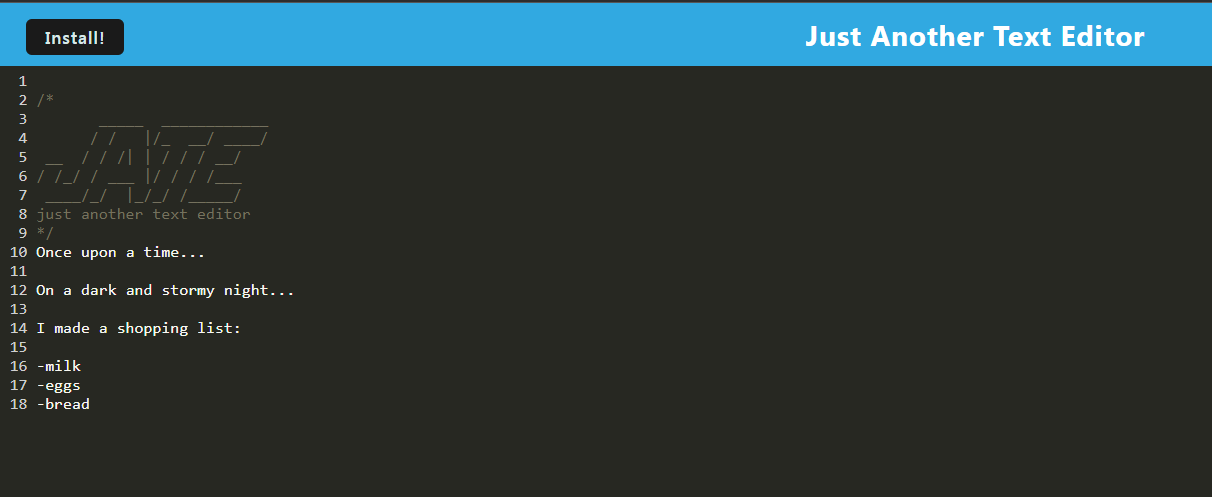 Install!
Just Another Text Editor
1
2 /*
3        _____  ____________
4       / /   |/_  __/ ____/
5  __  / / /| | / / / __/
6 / /_/ / ___ |/ / / /___
7  ____/_/  |_/_/ /_____/
8 just another text editor
9 */
10 Once upon a time...
11
12 On a dark and stormy night...
13
14 I made a shopping list:
15
16 -milk
17 -eggs
18 -bread